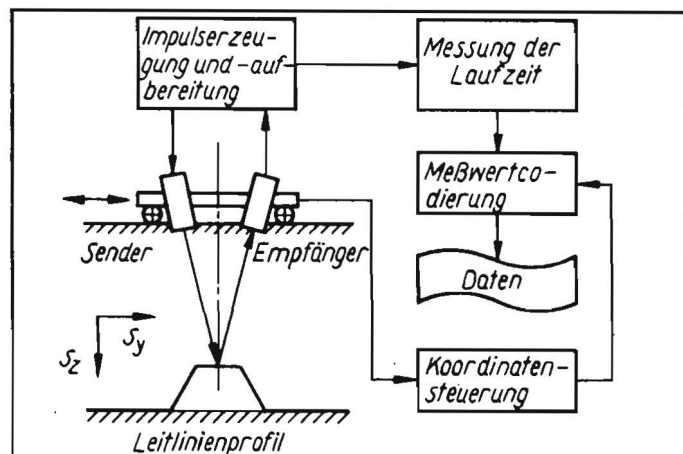 Impulserzeu-
gung und -auf-
bereitung
Messung der
Laufzeit
Meßwertco-
dierung
Sender
Empfänger
Daten
Sy
Sz
Koordinaten-
steuerung
Leitlinienprofil